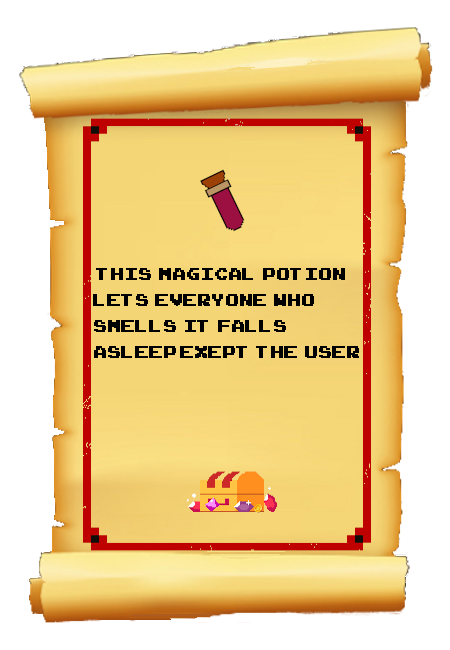 THIS MAGICAL POTION
LETS EVERYONE WHO
SMELLS IT FALLS
ASLEEP EXEPT THE USER